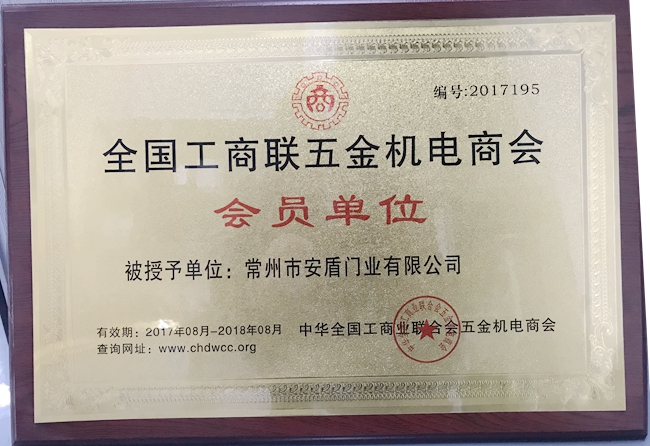 编号:2017195
全国工商联五金机电商会
会员单位
被授予单位：常州市安盾门业有限公司
有效期：2017年08月-2018年08月
中华全国工商业联合会五金机电商会
查询网址：www.chdwcc.org